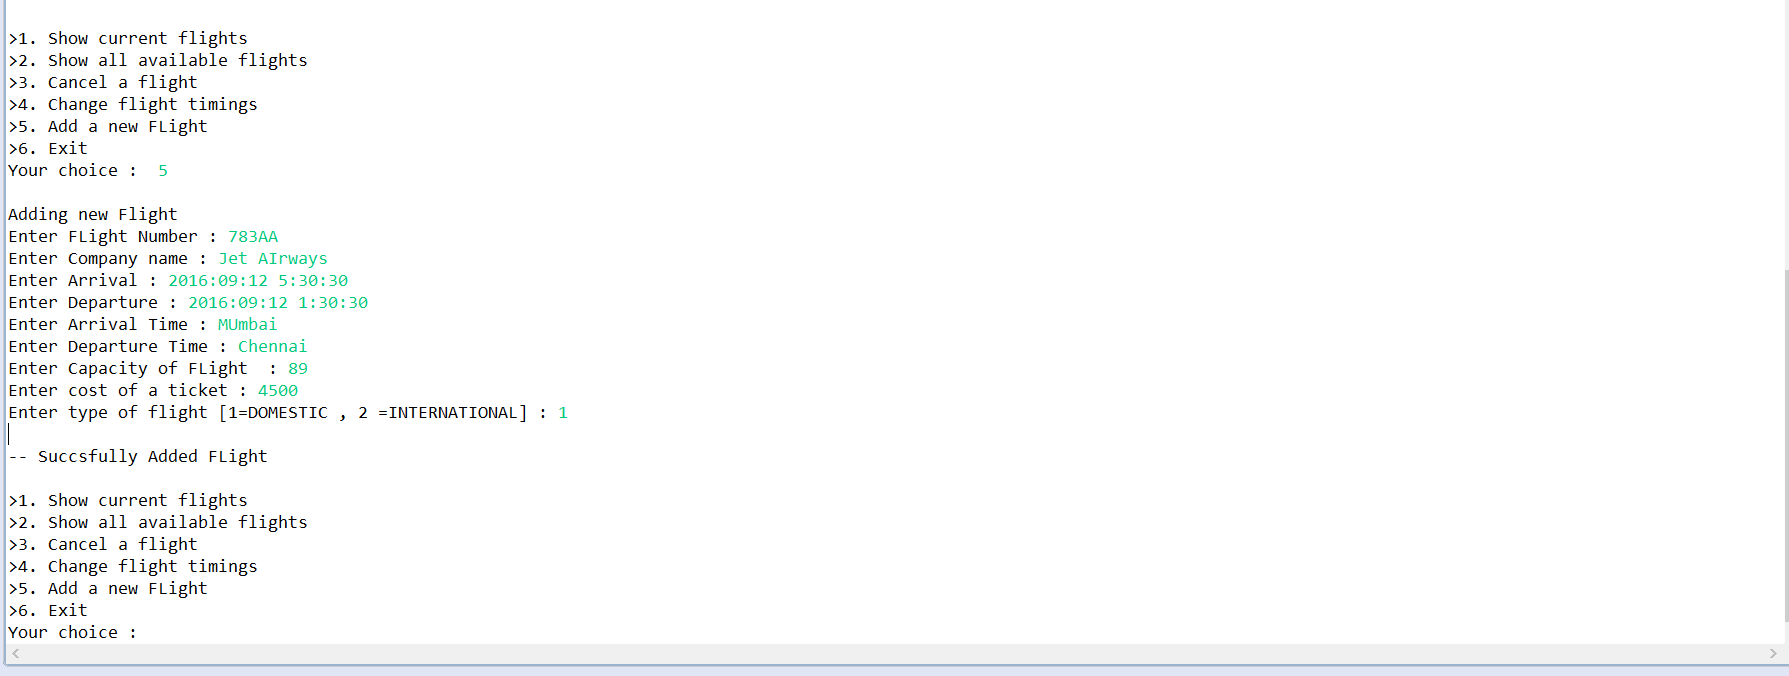 >1. Show current flights
>2. Show all available flights
>3. Cancel a flight
>4. Change flight timings
>5. Add a new FLight
>6. Exit
Your choice :  5
Adding new Flight
Enter FLight Number : 783AA
Enter Company name : Jet AIrways
Enter Arrival : 2016:09:12 5:30:30
Enter Departure : 2016:09:12 1:30:30
Enter Arrival Time : MUmbai
Enter Departure Time : Chennai
Enter Capacity of FLight  : 89
Enter cost of a ticket : 4500
Enter type of flight [1=DOMESTIC , 2 =INTERNATIONAL] : 1
-- Succsfully Added FLight
>1. Show current flights
>2. Show all available flights
>3. Cancel a flight
>4. Change flight timings
>5. Add a new FLight
>6. Exit
Your choice :